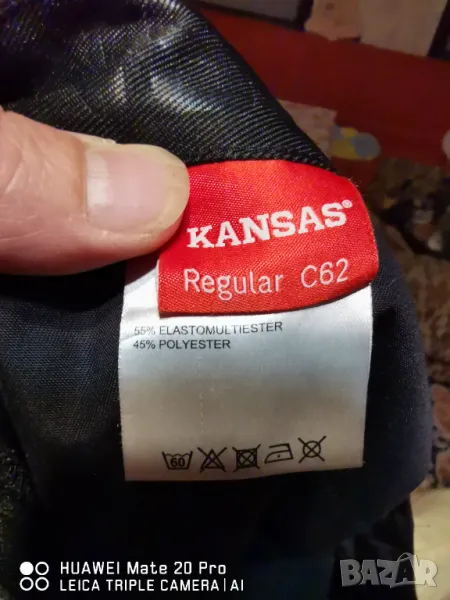 KANSAS®
Regular C62
55% ELASTOMULTIESTER
45% POLYESTER
60
HUAWEI Mate 20 Pro
LEICA TRIPLE CAMERA | AI
bazar